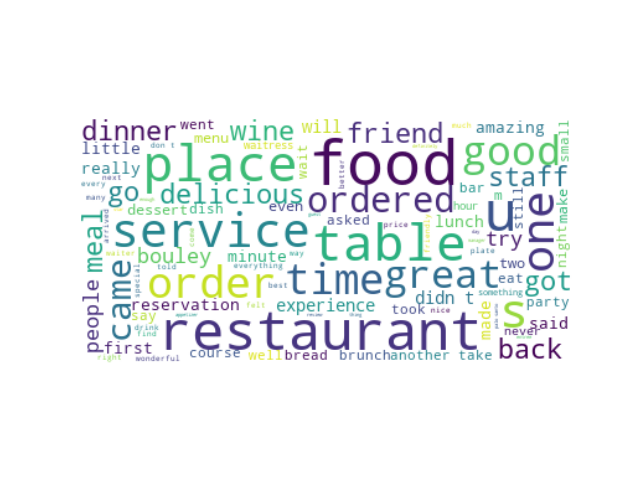 dinner went wine will friend much amazing
little don t menu waitress wait good small
really place food staff
next better
every go delicious ordered bar m
many dessert dish even asked hour lunch still make
arrived service table friendly u one night
people meal bouley minute way price try
came told everything day two
waiter order time great plate eat got
special best manager something
reservation felt experience took nice didn t party
say restaurant made s said
drink find never
first course well bread brunch another take back
right wonderful